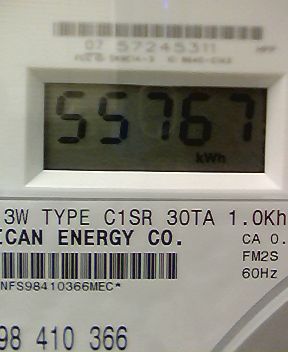 07 57245311
55767
kWh
3W TYPE C1SR 30TA 1.0Kh
ICAN ENERGY CO.
CA 0.
FM2S
60Hz
NFS98410366MEC*
98 410 366